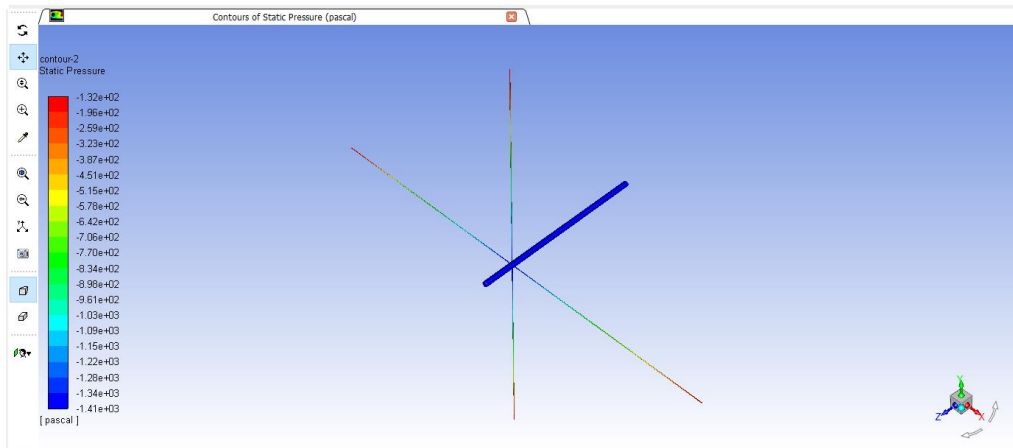 Contours of Static Pressure (pascal)
contour-2
Static Pressure
-1.32e+02
-1.96e+02
-2.59e+02
-3.23e+02
-3.87e+02
-4.51e+02
-5.15e+02
-5.78e+02
-6.42e+02
-7.06e+02
-7.70e+02
-8.34e+02
-8.98e+02
-9.61e+02
-1.03e+03
-1.09e+03
-1.15e+03
-1.22e+03
-1.28e+03
-1.34e+03
-1.41e+03
[ pascal ]
Y
Z
X